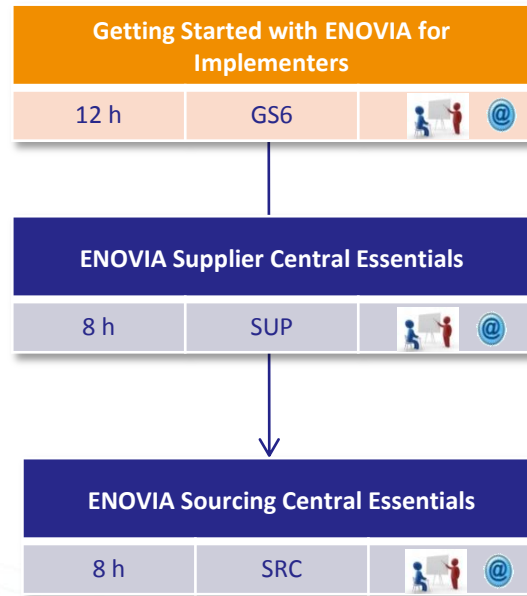 Getting Started with ENOVIA for
Implementers
12 h GS6 @
ENOVIA Supplier Central Essentials
8 h SUP @
ENOVIA Sourcing Central Essentials
8 h SRC @